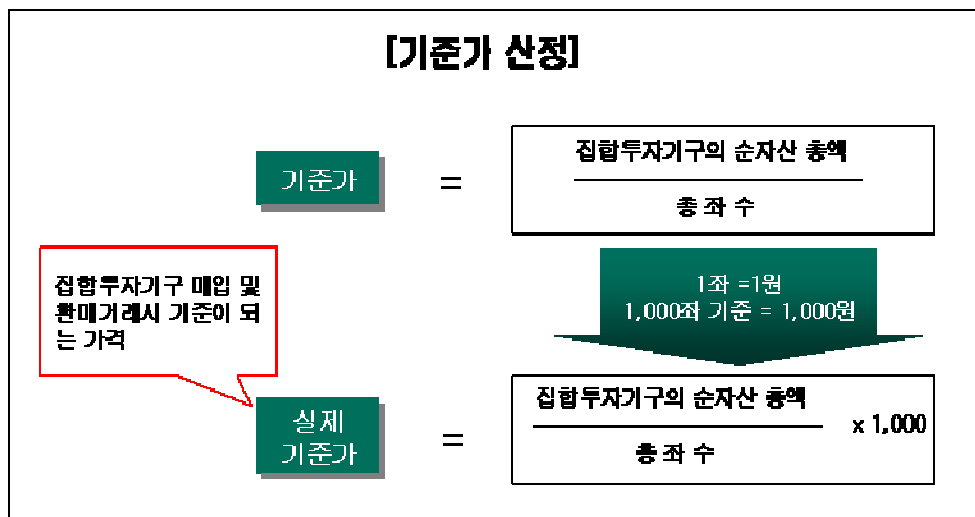 [기준가 산정]
기준가
=
집합투자기구의 순자산 총액
총 좌 수
집합투자기구 매입 및
환매거래시 기준이 되
는 가격
1좌 =1원
1,000좌 기준 = 1,000원
실제
기준가
=
집합투자기구의 순자산 총액
총 좌 수
x 1,000